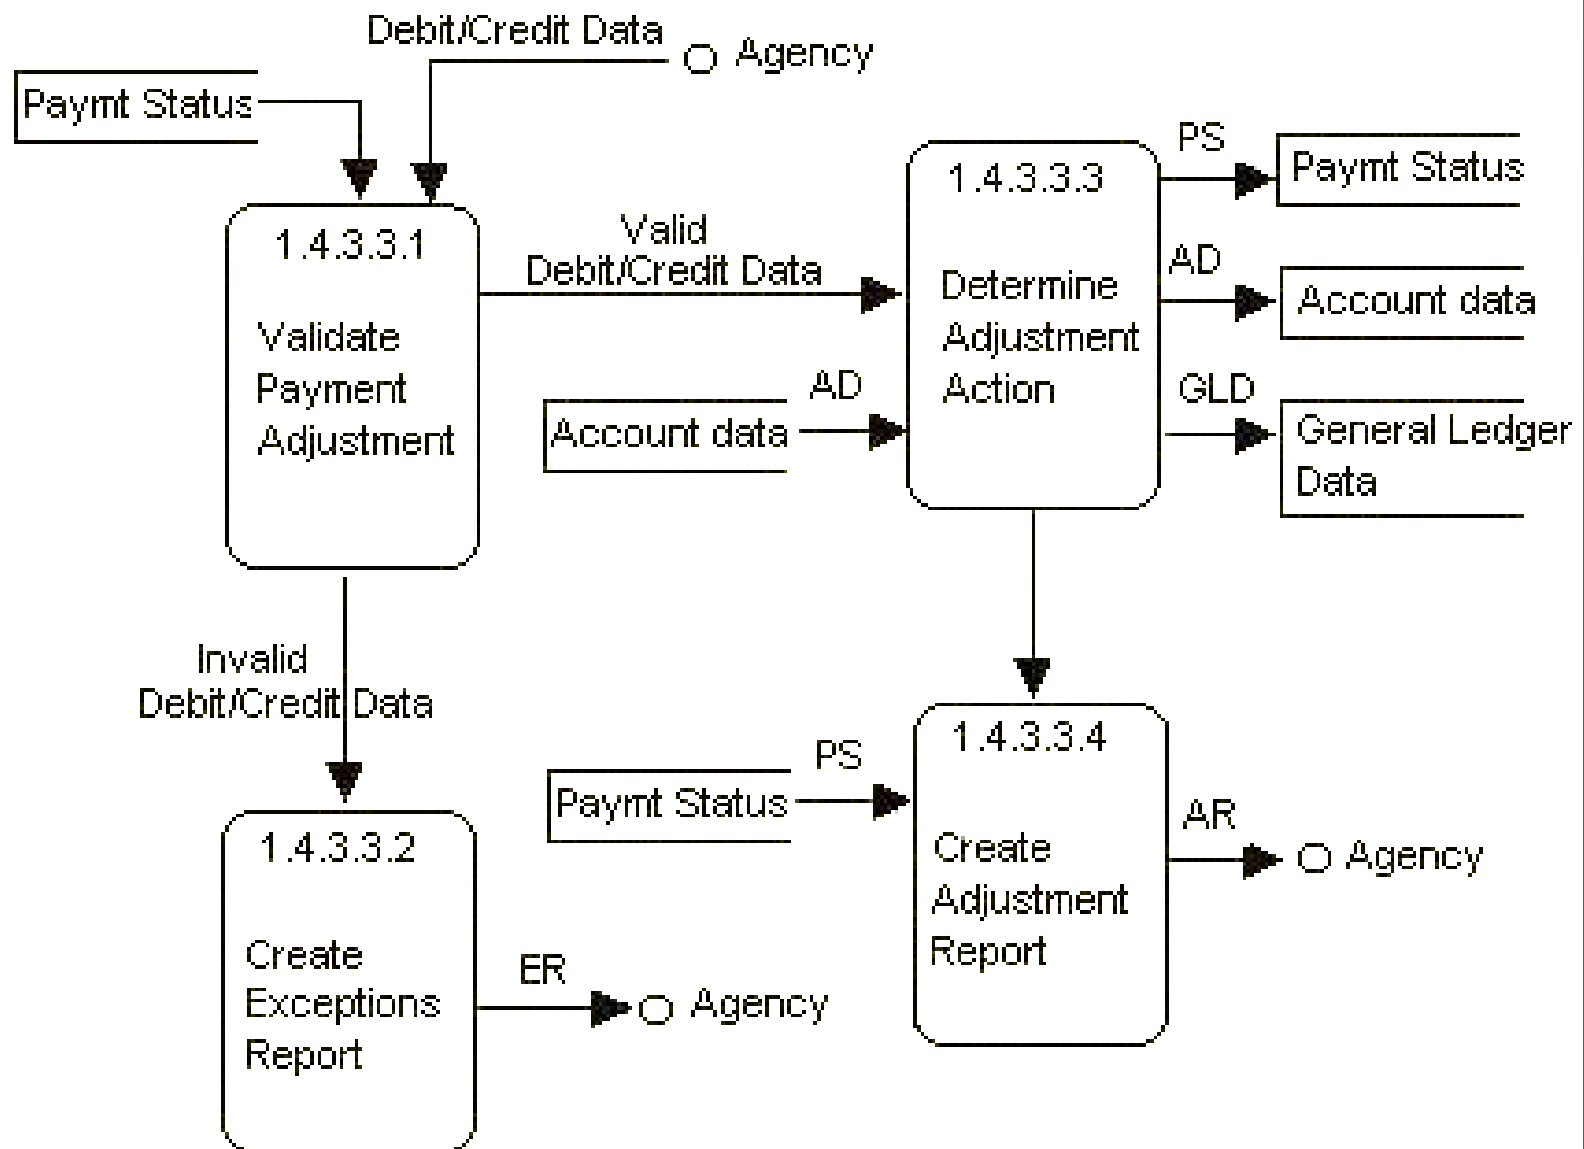 Debit/Credit Data
Agency
Paymt Status
1.4.3.3.1
Validate
Payment
Adjustment
Valid
Debit/Credit Data
AD
Account data
1.4.3.3.3
Determine
Adjustment
Action
PS
Paymt Status
AD
Account data
GLD
General Ledger
Data
Invalid
Debit/Credit Data
1.4.3.3.2
Create
Exceptions
Report
ER
Agency
PS
Paymt Status
1.4.3.3.4
Create
Adjustment
Report
AR
Agency